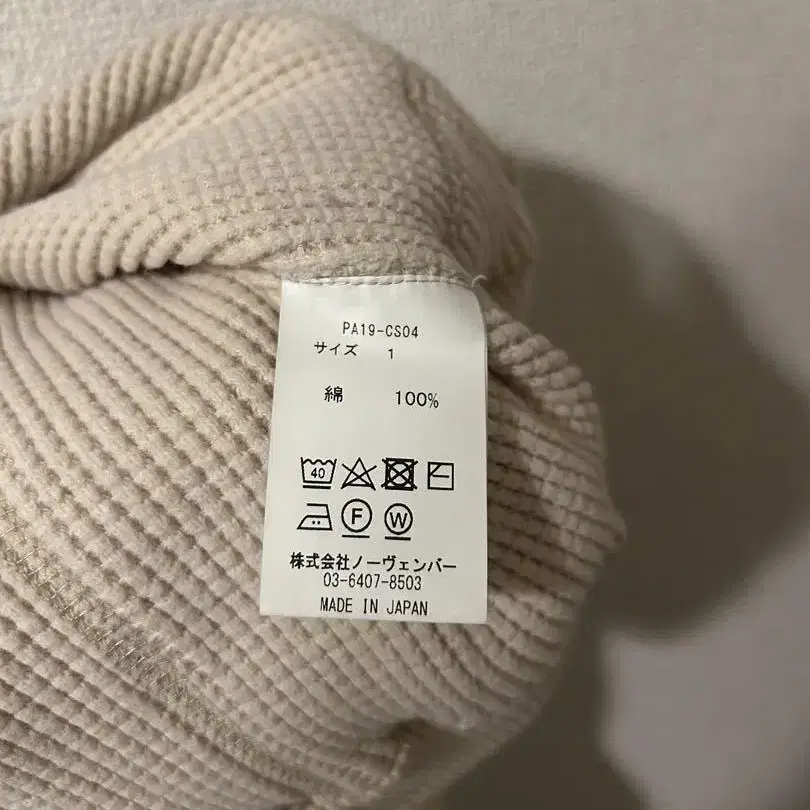 PA19-CS04
サイズ 1
綿 100%
40
F W
株式会社ノーヴェンバー
03-6407-8503
MADE IN JAPAN